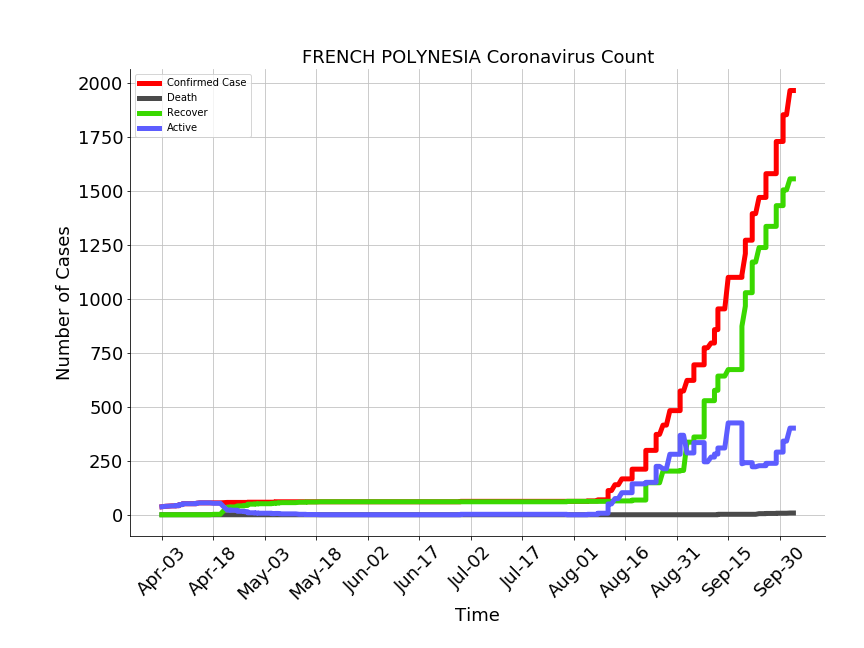 FRENCH POLYNESIA Coronavirus Count
Confirmed Case
Death
Recover
Active
Number of Cases
2000
1750
1500
1250
1000
750
500
250
0
Apr-03
Apr-18
May-03
May-18
Jun-02
Jun-17
Jul-02
Jul-17
Aug-01
Aug-16
Aug-31
Sep-15
Sep-30
Time